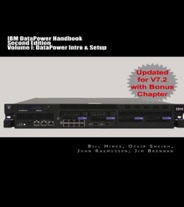 IBM DataPower Handbook
Second Edition
Volume I: DataPower Intro & Setup
Updated
for V7.2
with Bonus
Chapter
Bill Hines, Ozair Sheikh,
John Rasmussen, Jim Brennan